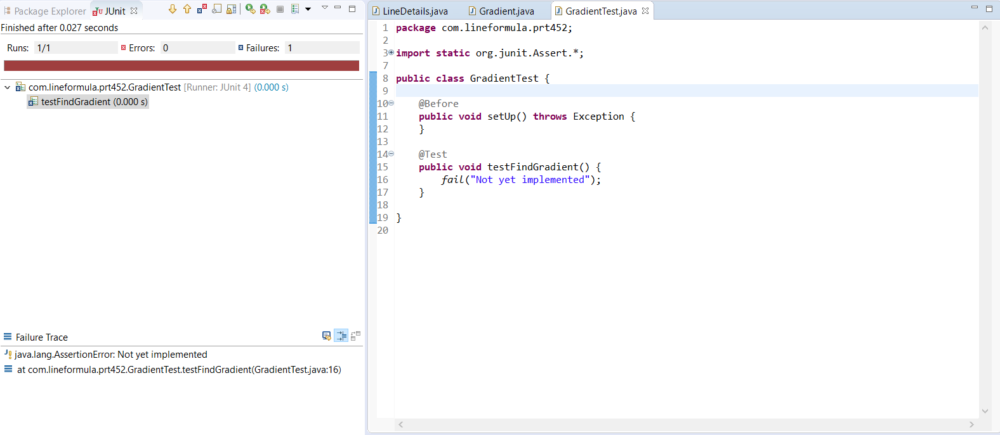 Package Explorer JUnit
Finished after 0.027 seconds
Runs: 1/1 Errors: 0 Failures: 1
com.lineformula.prt452.GradientTest [Runner: JUnit 4] (0.000 s)
testFindGradient (0.000 s)
Failure Trace
java.lang.AssertionError: Not yet implemented
at com.lineformula.prt452.GradientTest.testFindGradient(GradientTest.java:16)
LineDetails.java Gradient.java GradientTest.java
1 package com.lineformula.prt452;
2
3 import static org.junit.Assert.*;
7
8 public class GradientTest {
9
10 @Before
11 public void setUp() throws Exception {
12 }
13
14 @Test
15 public void testFindGradient() {
16 fail("Not yet implemented");
17 }
18
19 }
20